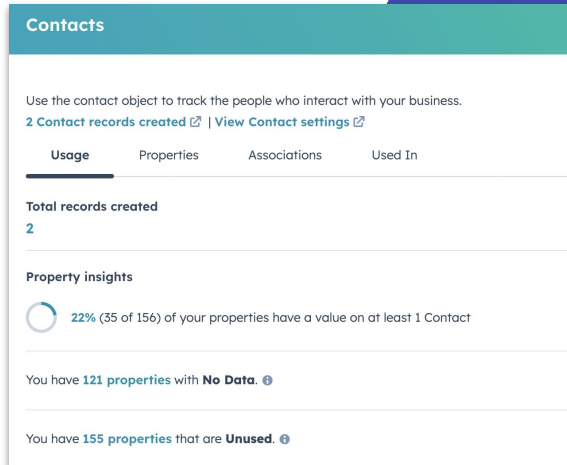 Contacts
Use the contact object to track the people who interact with your business.
2 Contact records created | View Contact settings
Usage Properties Associations Used In
Total records created
2
Property insights
22% (35 of 156) of your properties have a value on at least 1 Contact
You have 121 properties with No Data.
You have 155 properties that are Unused.